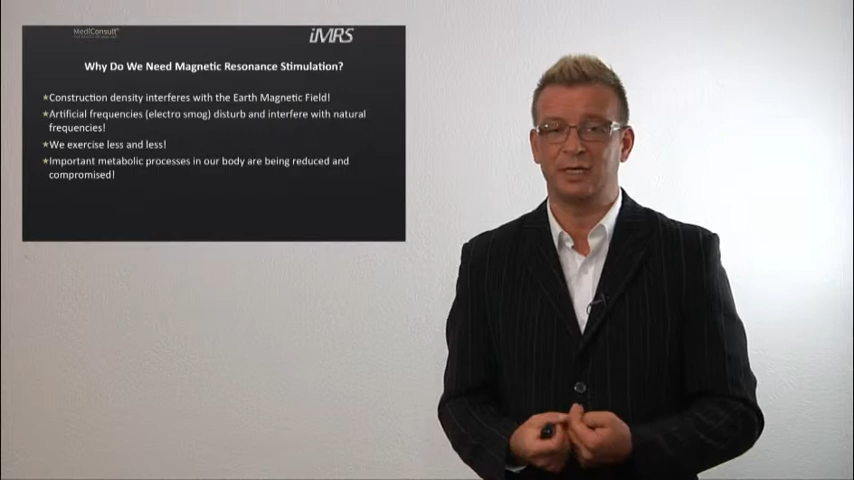 MediConsult
iMRS
Why Do We Need Magnetic Resonance Stimulation?
★Construction density interferes with the Earth Magnetic Field!
★Artificial frequencies (electro smog) disturb and interfere with natural
frequencies!
★We exercise less and less!
★Important metabolic processes in our body are being reduced and
compromised!